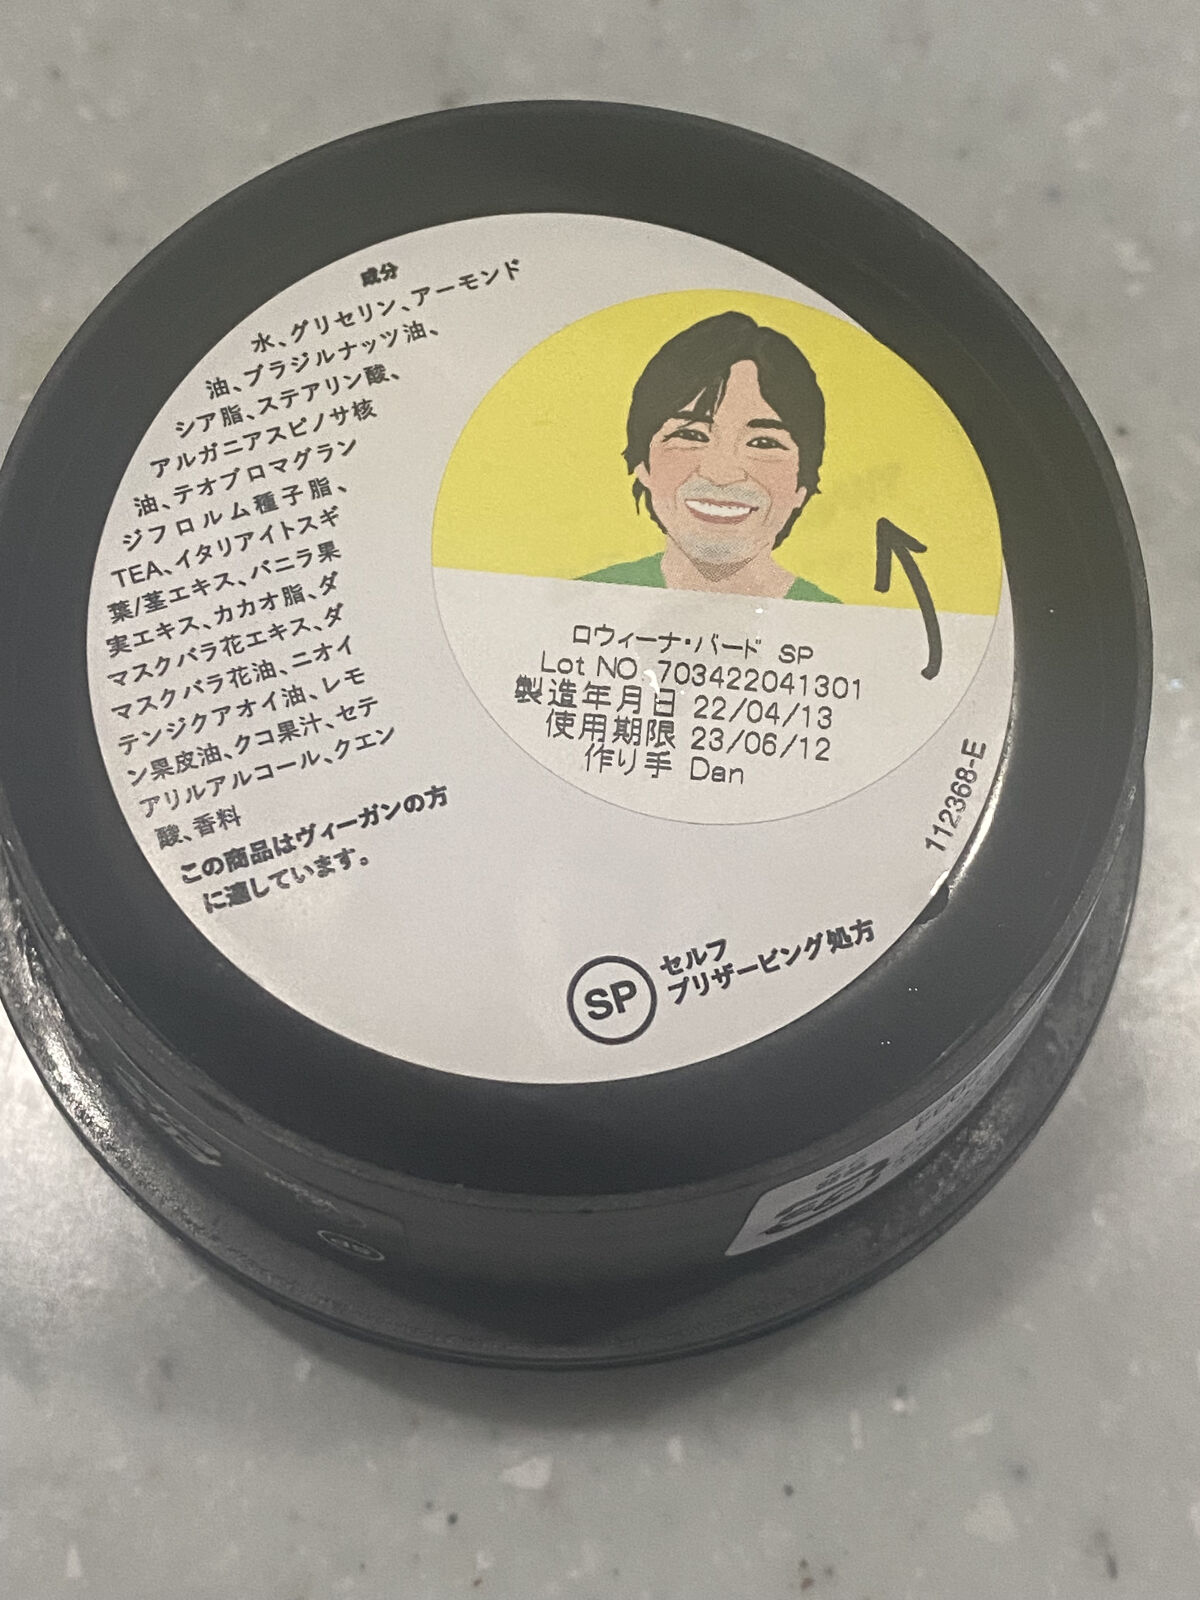 成分
水、グリセリン、アーモンド
油、ブラジルナッツ油、
シア脂、ステアリン酸、
アルガニアスピノサ核
油、テオブロマグラン
ジフロルム種子脂、
TEA、イタリアイトスギ
葉/茎エキス、バニラ果
実エキス、カカオ脂、ダ
マスクバラ花エキス、ダ
マスクバラ花油、ニオイ
テンジクアオイ油、レモ
ン果皮油、クコ果汁、セテ
アリルアルコール、クエン
酸、香料
この商品はヴィーガンの方
に適しています。
ロウィーナ・バード SP
Lot NO. 703422041301
製造年月日 22/04/13
使用期限 23/06/12
作り手 Dan
112368-E
SP
セルフ
プリザービング処方